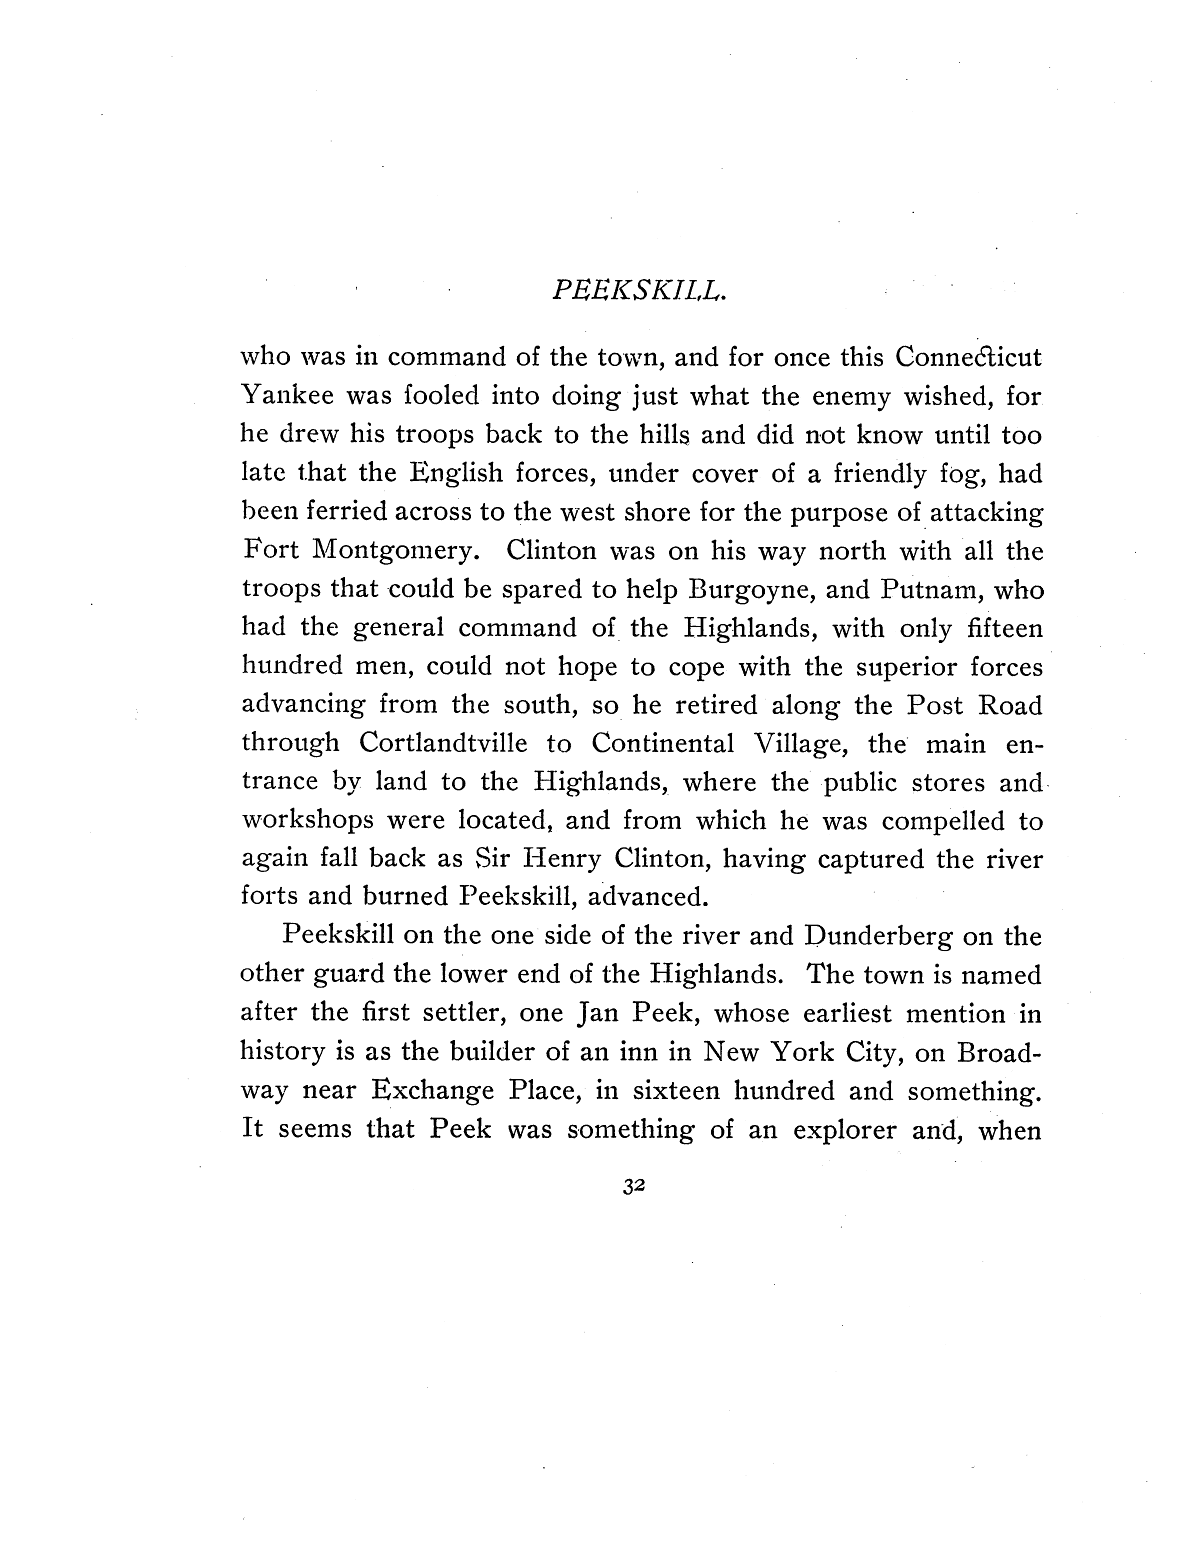 PEEKSKILL.
who was in command of the town, and for once this Connecticut
Yankee was fooled into doing just what the enemy wished, for
he drew his troops back to the hills and did not know until too
late that the English forces, under cover of a friendly fog, had
been ferried across to the west shore for the purpose of attacking
Fort Montgomery. Clinton was on his way north with all the
troops that could be spared to help Burgoyne, and Putnam, who
had the general command of the Highlands, with only fifteen
hundred men, could not hope to cope with the superior forces
advancing from the south, so he retired along the Post Road
through Cortlandtville to Continental Village, the main en-
trance by land to the Highlands, where the public stores and
workshops were located, and from which he was compelled to
again fall back as Sir Henry Clinton, having captured the river
forts and burned Peekskill, advanced.
Peekskill on the one side of the river and Dunderberg on the
other guard the lower end of the Highlands. The town is named
after the first settler, one Jan Peek, whose earliest mention in
history is as the builder of an inn in New York City, on Broad-
way near Exchange Place, in sixteen hundred and something.
It seems that Peek was something of an explorer and, when
32